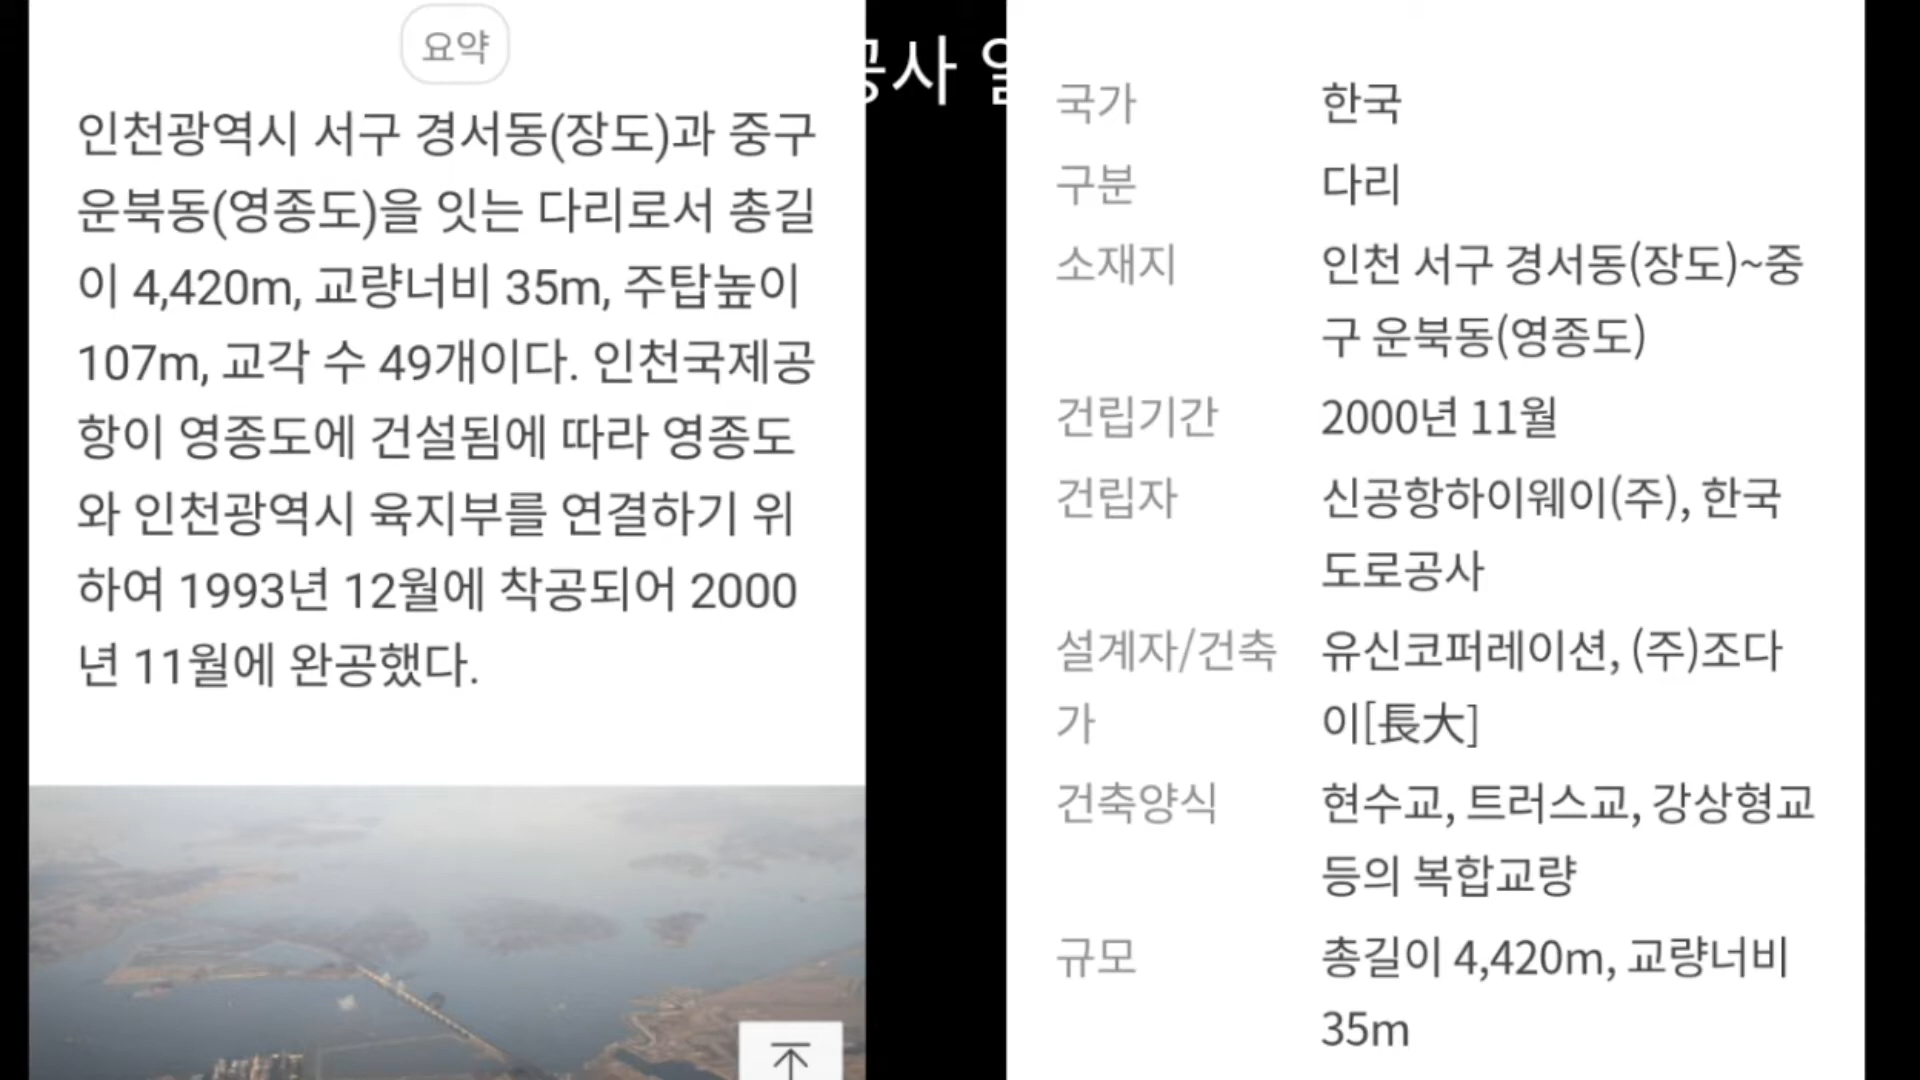 요약
인천광역시 서구 경서동(장도)과 중구
운북동(영종도)을 잇는 다리로서 총길
이 4,420m, 교량너비 35m, 주탑높이
107m, 교각 수 49개이다. 인천국제공
항이 영종도에 건설됨에 따라 영종도
와 인천광역시 육지부를 연결하기 위
하여 1993년 12월에 착공되어 2000
년 11월에 완공했다.
공사
국가 한국
구분 다리
소재지 인천 서구 경서동(장도)~중
구 운북동(영종도)
건립기간 2000년 11월
건립자 신공항하이웨이(주), 한국
도로공사
설계자/건축 유신코퍼레이션, (주)조다
가 이[長大]
건축양식 현수교, 트러스교, 강상형교
등의 복합교량
규모 총길이 4,420m, 교량너비
35m